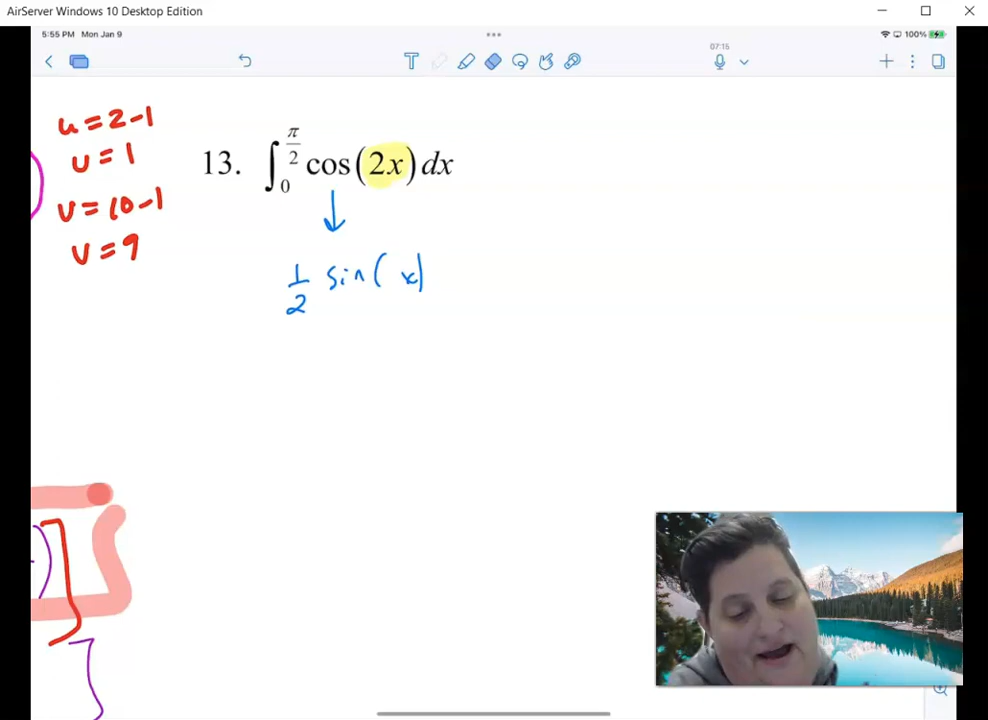 AirServer Windows 10 Desktop Edition
5:55 PM Mon Jan 9
100%
07:15
T
u = 2-1
u = 1
v = 10-1
v = 9
13. ∫₀^(π/2) cos(2x) dx
1/2 sin( x)